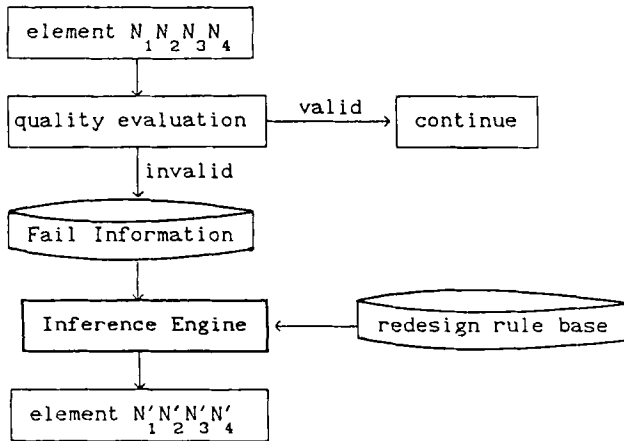 element N₁N₂N₃N₄
quality evaluation
valid
continue
invalid
Fail Information
Inference Engine
redesign rule base
element N′₁N′₂N′₃N′₄